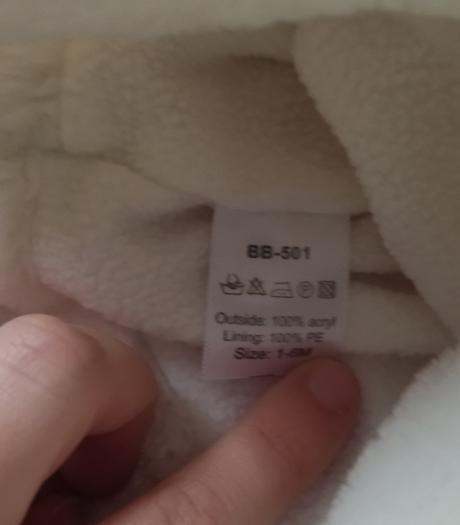 BB-501
Outside: 100% acryl
Lining: 100% PE
Size: 1-6M